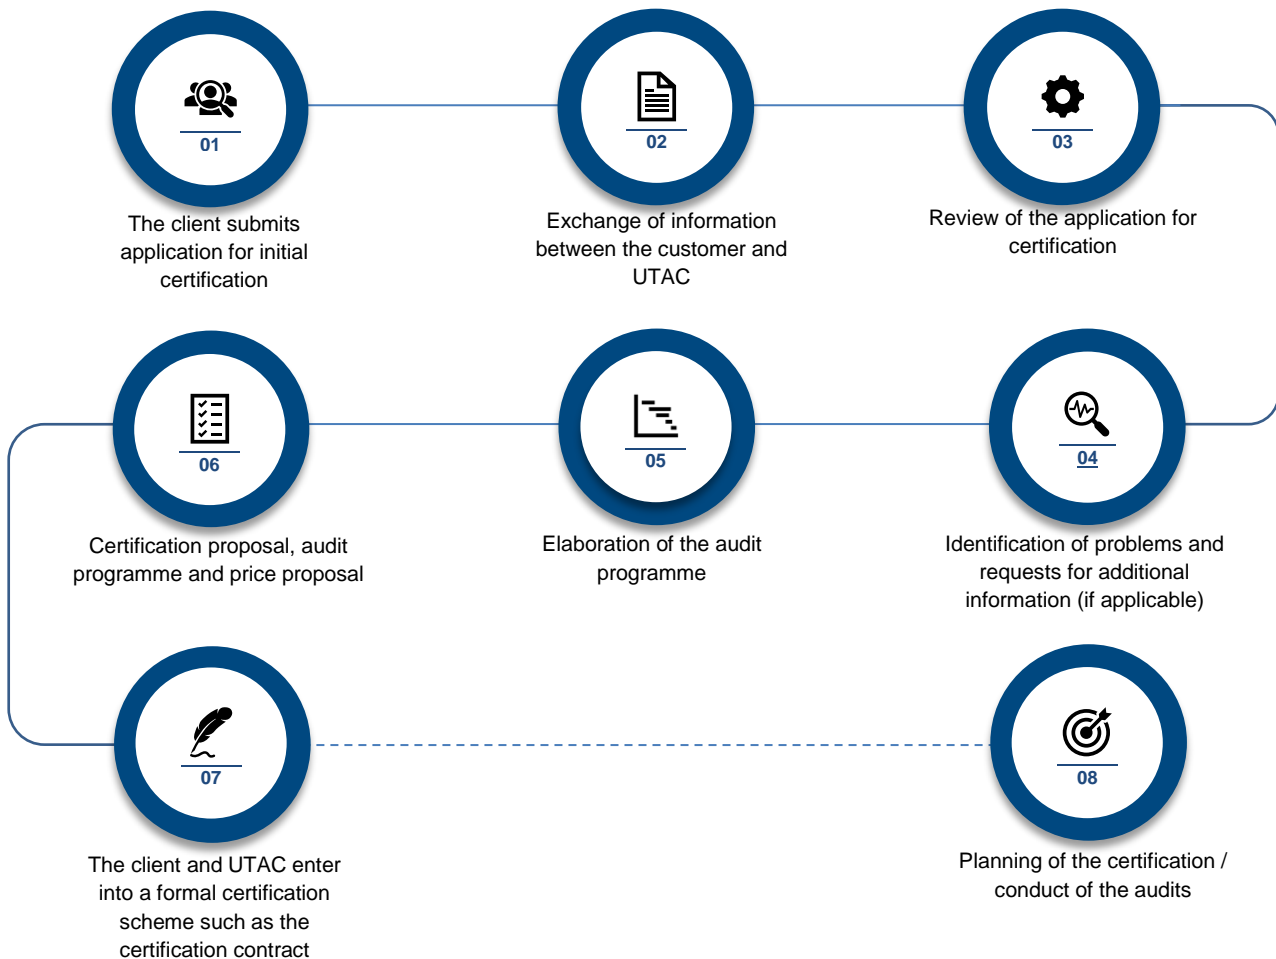 01
The client submits
application for initial
certification
02
Exchange of information
between the customer and
UTAC
03
Review of the application for
certification
04
Identification of problems and
requests for additional
information (if applicable)
05
Elaboration of the audit
programme
06
Certification proposal, audit
programme and price proposal
07
The client and UTAC enter
into a formal certification
scheme such as the
certification contract
08
Planning of the certification /
conduct of the audits